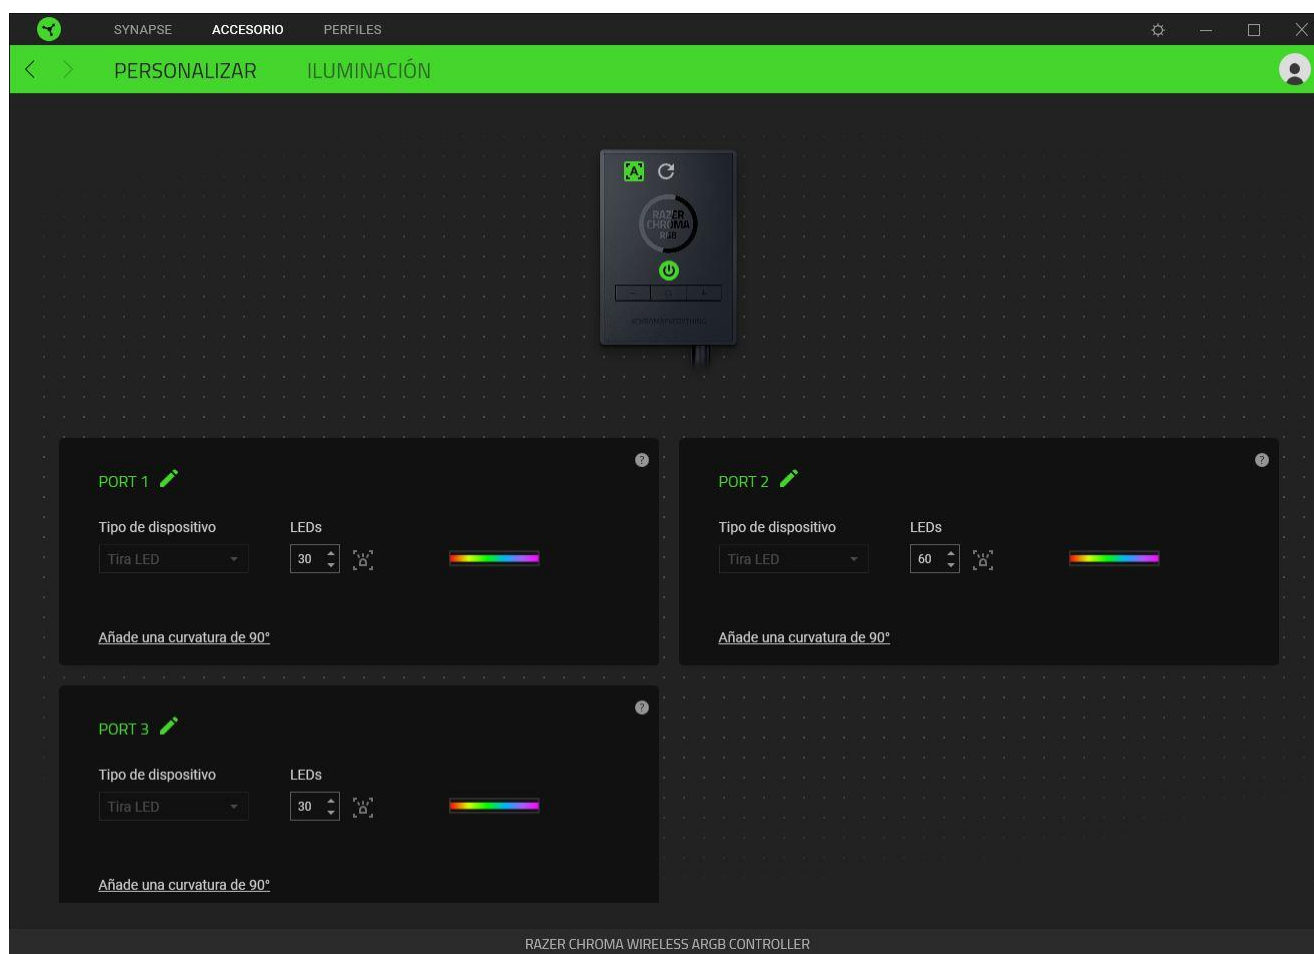 SYNAPSE ACCESORIO PERFILES
PERSONALIZAR ILUMINACIÓN
A
RAZER
CHROMA
RGB
PORT 1
Tipo de dispositivo LEDs
Tira LED 30
Añade una curvatura de 90°
?
PORT 2
Tipo de dispositivo LEDs
Tira LED 60
Añade una curvatura de 90°
?
PORT 3
Tipo de dispositivo LEDs
Tira LED 30
Añade una curvatura de 90°
?
RAZER CHROMA WIRELESS ARGB CONTROLLER